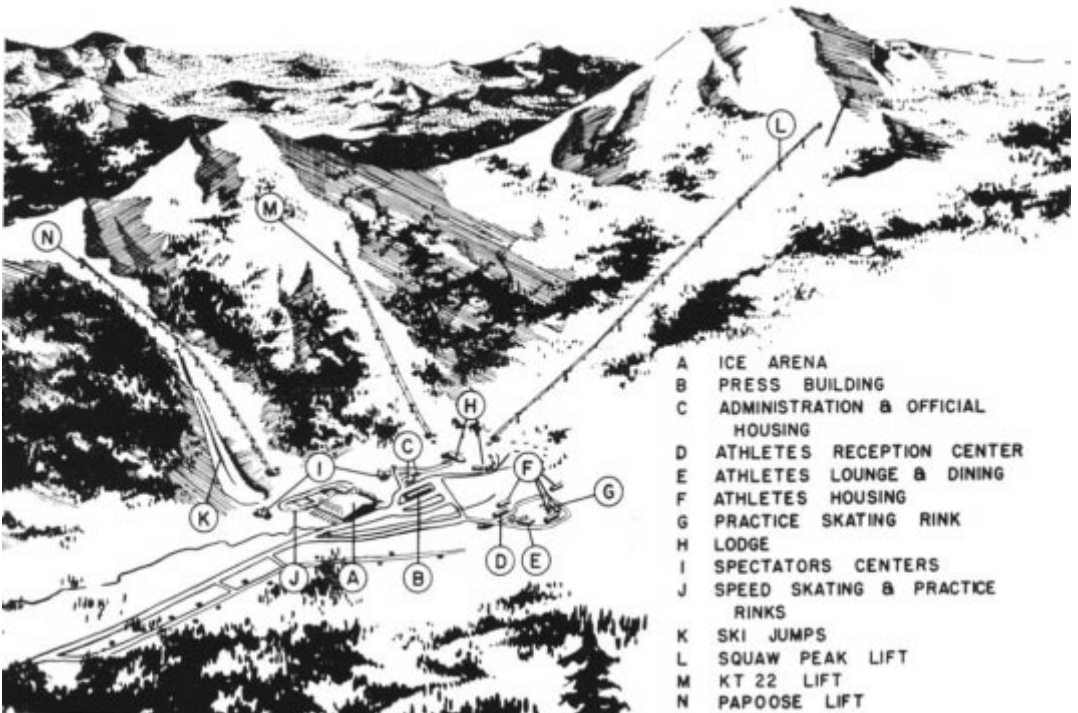 L
M
N
H
C
I
F
G
K
J
A
B
D
E
A ICE ARENA
B PRESS BUILDING
C ADMINISTRATION & OFFICIAL
HOUSING
D ATHLETES RECEPTION CENTER
E ATHLETES LOUNGE & DINING
F ATHLETES HOUSING
G PRACTICE SKATING RINK
H LODGE
I SPECTATORS CENTERS
J SPEED SKATING & PRACTICE
RINKS
K SKI JUMPS
L SQUAW PEAK LIFT
M KT 22 LIFT
N PAPOOSE LIFT